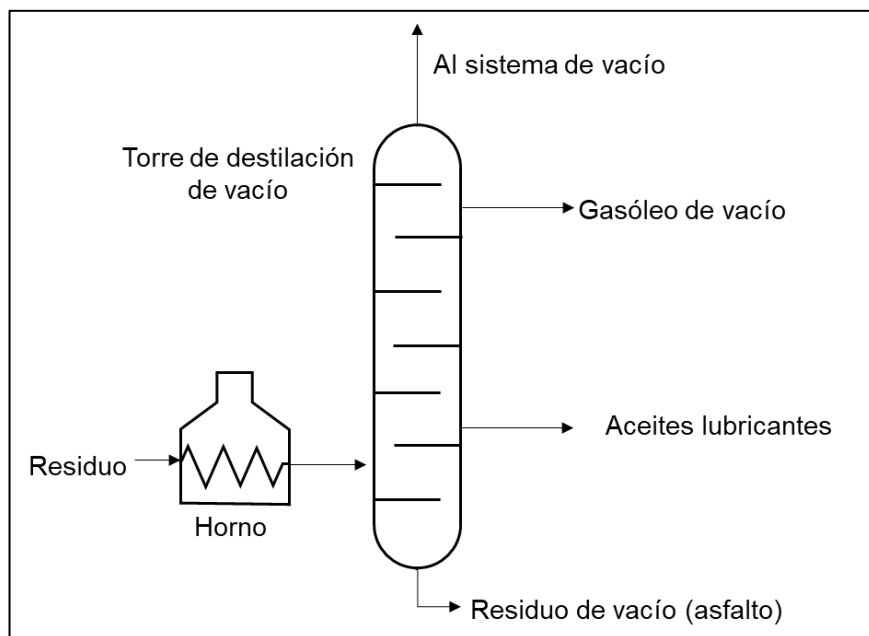 Al sistema de vacío
Torre de destilación
de vacío
Gasóleo de vacío
Aceites lubricantes
Residuo
Horno
Residuo de vacío (asfalto)